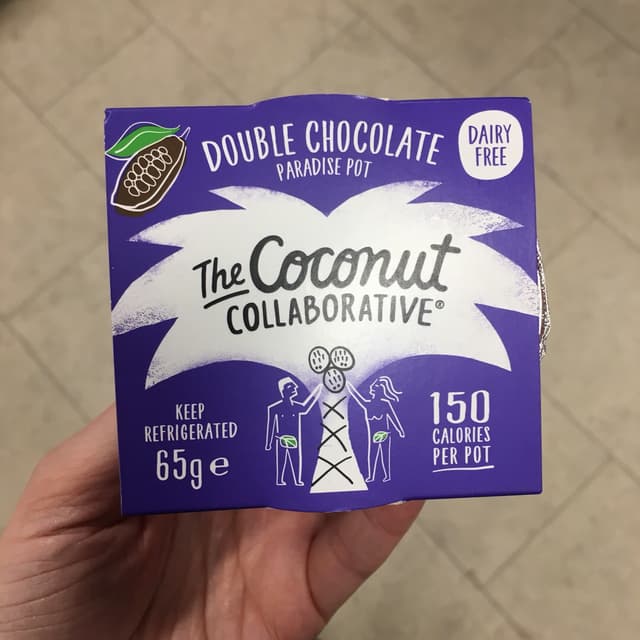 DOUBLE CHOCOLATE
PARADISE POT
DAIRY
FREE
The Coconut
COLLABORATIVE®
KEEP
REFRIGERATED
65g e
150
CALORIES
PER POT